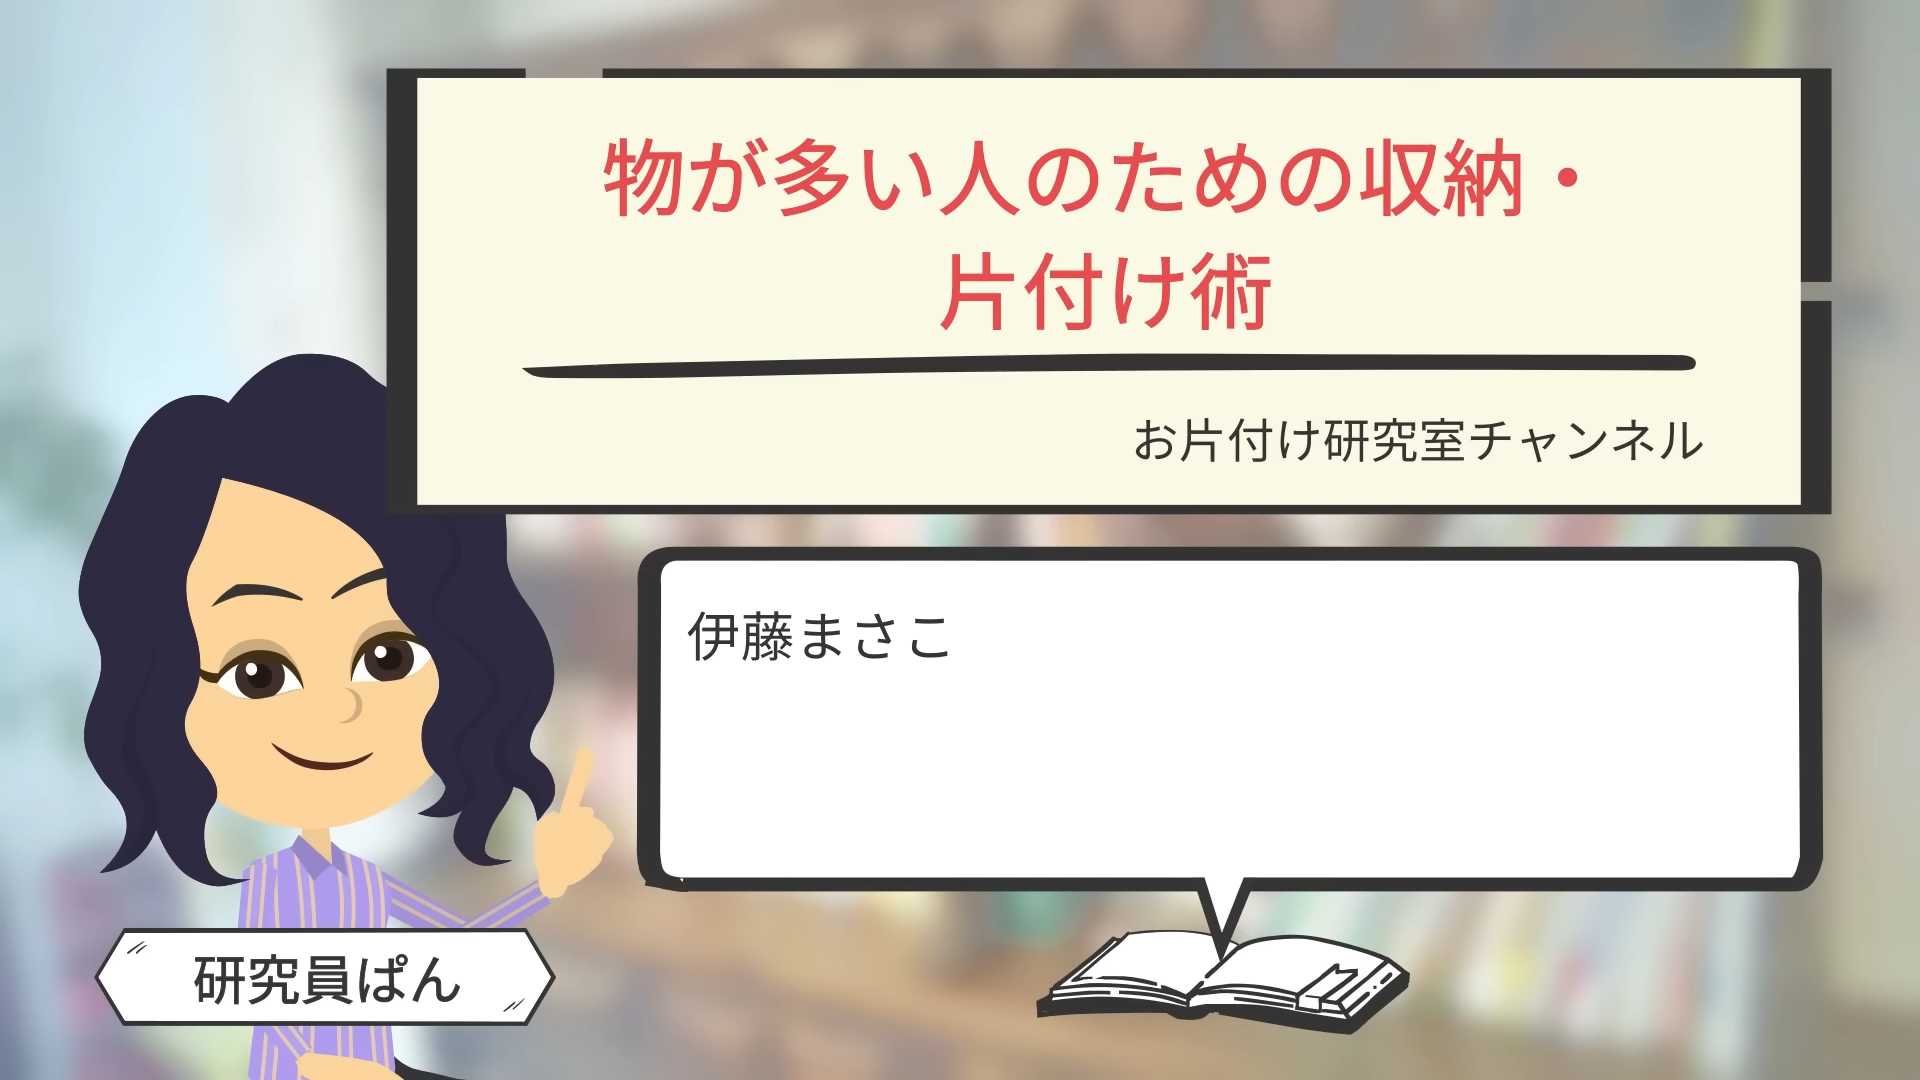 物が多い人のための収納・
片付け術
お片付け研究室チャンネル
伊藤まさこ
研究員ぱん